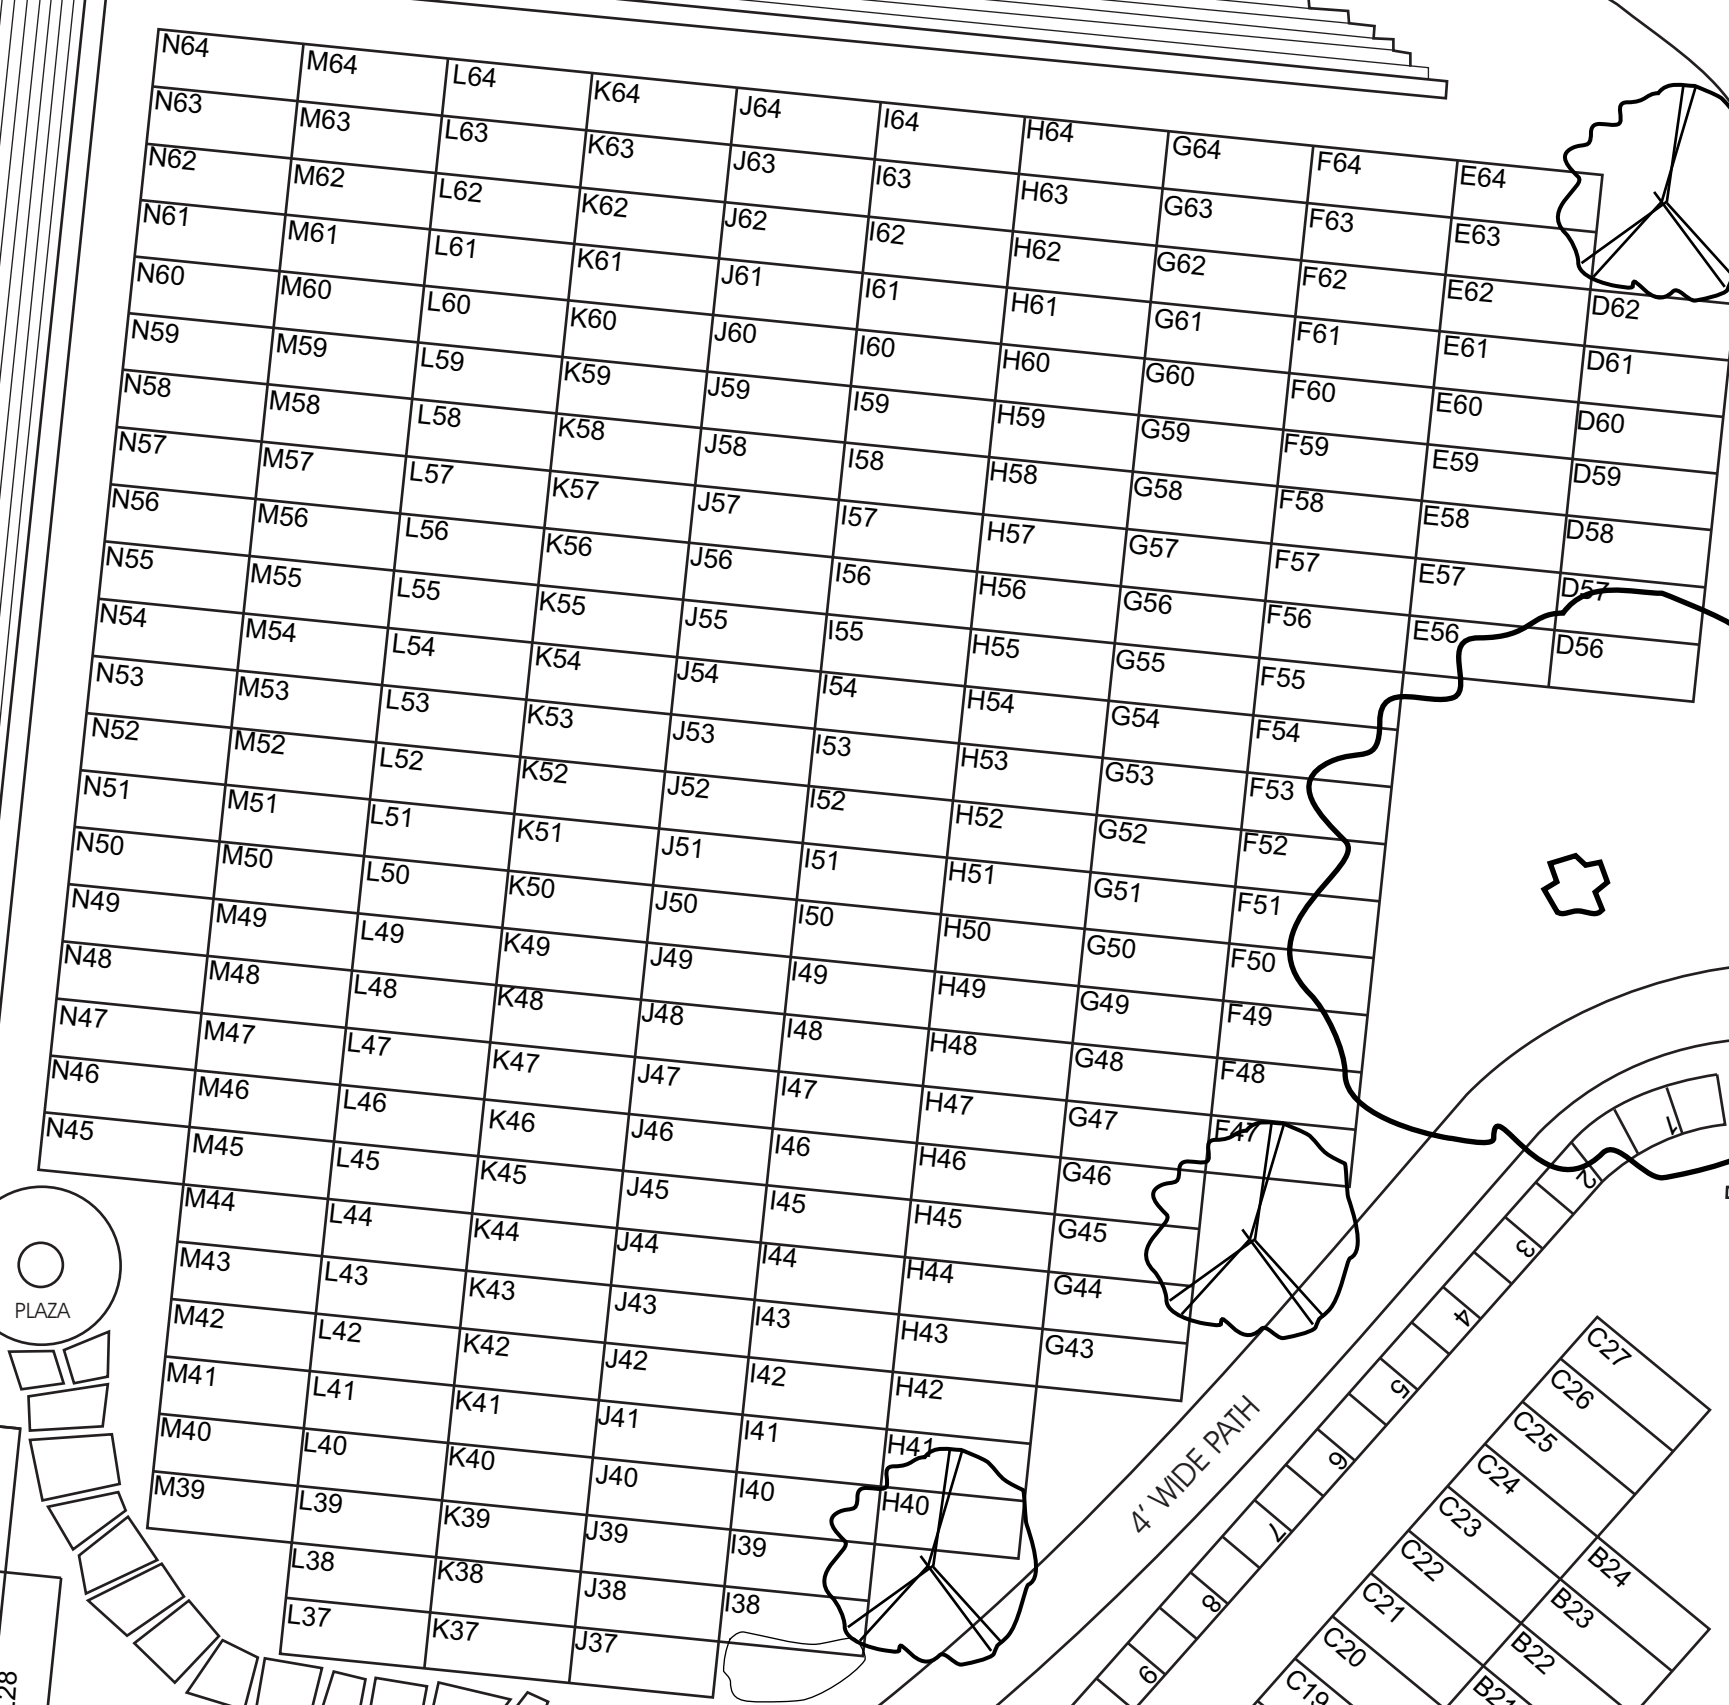 N64 M64 L64 K64 J64 I64 H64 G64 F64 E64
N63 M63 L63 K63 J63 I63 H63 G63 F63 E63
N62 M62 L62 K62 J62 I62 H62 G62 F62 E62 D62
N61 M61 L61 K61 J61 I61 H61 G61 F61 E61 D61
N60 M60 L60 K60 J60 I60 H60 G60 F60 E60 D60
N59 M59 L59 K59 J59 I59 H59 G59 F59 E59 D59
N58 M58 L58 K58 J58 I58 H58 G58 F58 E58 D58
N57 M57 L57 K57 J57 I57 H57 G57 F57 E57 D57
N56 M56 L56 K56 J56 I56 H56 G56 F56 E56 D56
N55 M55 L55 K55 J55 I55 H55 G55 F55
N54 M54 L54 K54 J54 I54 H54 G54 F54
N53 M53 L53 K53 J53 I53 H53 G53 F53
N52 M52 L52 K52 J52 I52 H52 G52 F52
N51 M51 L51 K51 J51 I51 H51 G51 F51
N50 M50 L50 K50 J50 I50 H50 G50 F50
N49 M49 L49 K49 J49 I49 H49 G49 F49
N48 M48 L48 K48 J48 I48 H48 G48 F48
N47 M47 L47 K47 J47 I47 H47 G47 F47
N46 M46 L46 K46 J46 I46 H46 G46
N45 M45 L45 K45 J45 I45 H45 G45
M44 L44 K44 J44 I44 H44 G44
M43 L43 K43 J43 I43 H43 G43
M42 L42 K42 J42 I42 H42
M41 L41 K41 J41 I41 H41
M40 L40 K40 J40 I40 H40
M39 L39 K39 J39 I39
L38 K38 J38 I38
L37 K37 J37
PLAZA
4' WIDE PATH
1
2
3
4
5
6
7
8
9
C27
C26
C25
C24
C23
C22
C21
C20
C19
B24
B23
B22
B21